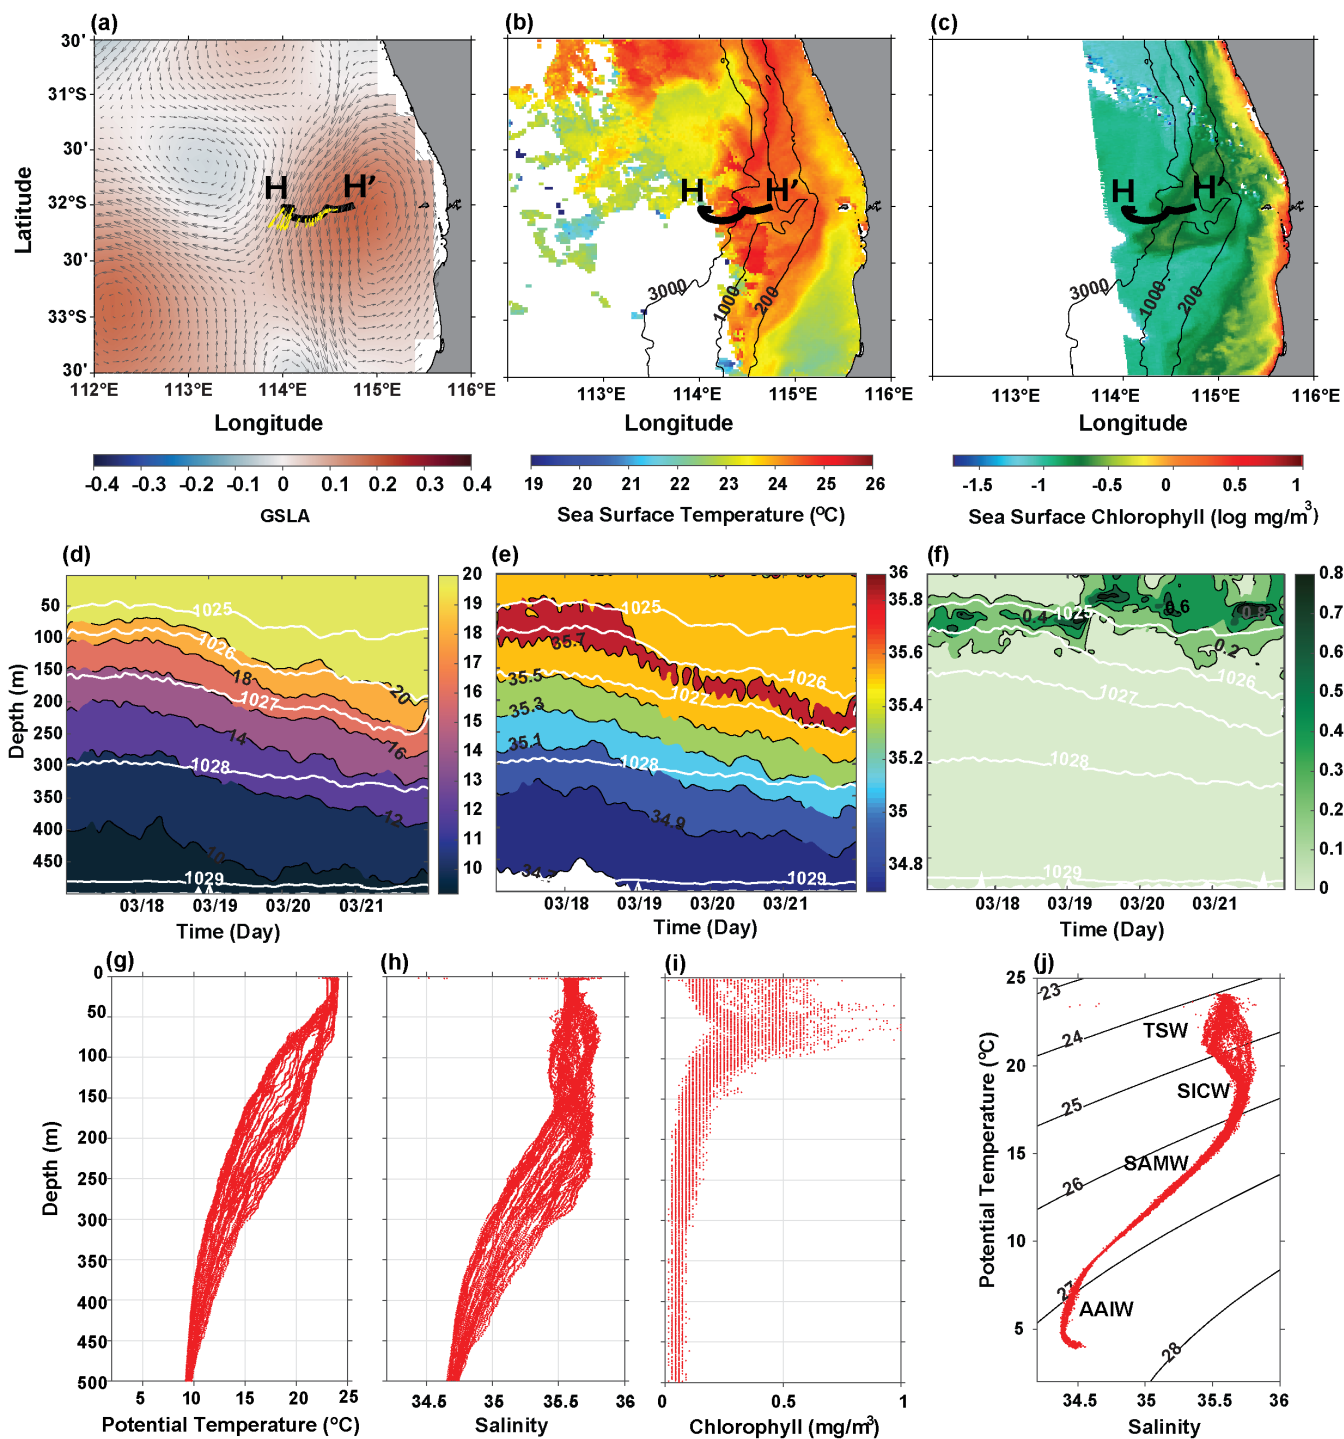 (a)
30'
31°S
30'
32°S
30'
33°S
30'
Latitude
H
H'
112°E
113°E
114°E
115°E
116°E
Longitude
-0.4
-0.3
-0.2
-0.1
0
0.1
0.2
0.3
0.4
GSLA
(b)
H
H'
3000
1000
200
113°E
114°E
115°E
116°E
Longitude
19
20
21
22
23
24
25
26
Sea Surface Temperature (°C)
(c)
H
H'
3000
1000
200
113°E
114°E
115°E
116°E
Longitude
-1.5
-1
-0.5
0
0.5
1
Sea Surface Chlorophyll (log mg/m³)
(d)
50
100
150
200
250
300
350
400
450
Depth (m)
1025
1026
18
20
1027
14
16
1028
12
10
1029
03/18
03/19
03/20
03/21
Time (Day)
20
19
18
17
16
15
14
13
12
11
10
(e)
1025
35.7
35.5
1026
1027
35.3
35.1
1028
34.9
1029
03/18
03/19
03/20
03/21
Time (Day)
36
35.8
35.6
35.4
35.2
35
34.8
(f)
0.4
1025
0.6
0.8
0.2
1026
1027
1028
1029
03/18
03/19
03/20
03/21
Time (Day)
0.8
0.7
0.6
0.5
0.4
0.3
0.2
0.1
0
(g)
0
50
100
150
200
250
300
350
400
450
500
Depth (m)
5
10
15
20
25
Potential Temperature (°C)
(h)
34.5
35
35.5
36
Salinity
(i)
0
0.5
1
Chlorophyll (mg/m³)
(j)
25
20
15
10
5
Potential Temperature (°C)
23
24
TSW
SICW
25
SAMW
26
27
AAIW
28
34.5
35
35.5
36
Salinity